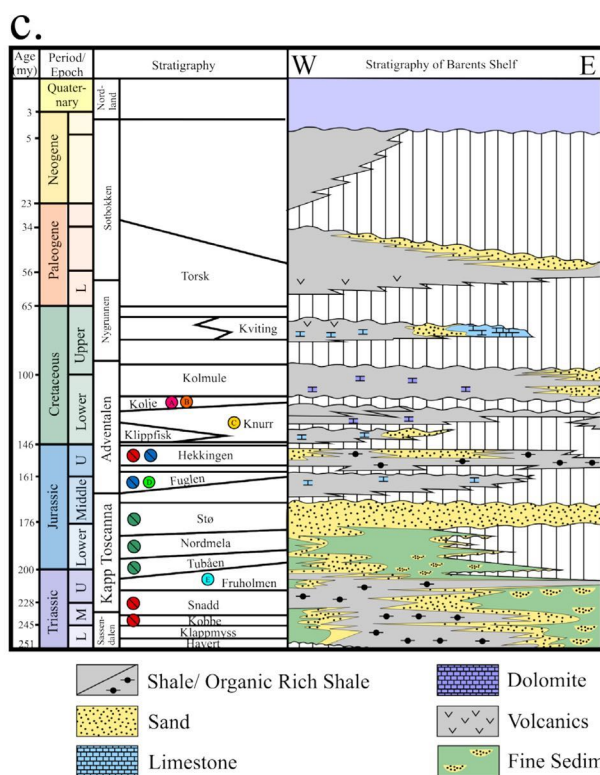 c.
Age (my) Period/ Epoch Stratigraphy W Stratigraphy of Barents Shelf E
Quater-
nary
Nord-
land
3
5
Neogene
Sotbokken
23
34
Paleogene
56
L
Torsk
65
Nygrunnen
Kviting
Cretaceous
Upper
100
Kolmule
Lower
Kolje A B
C Knurr
Klippfisk
Adventalen
146
Hekkingen
U
161
Jurassic
D Fuglen
Middle
176
Stø
Lower
Nordmela
Kapp Toscanna
Tubåen
200
E Fruholmen
Triassic
U
228
Snadd
M
245
Kobbe
Sassen-
dalen
Klappmyss
L
251
Havert
Shale/ Organic Rich Shale
Dolomite
Sand
Volcanics
Limestone
Fine Sedim